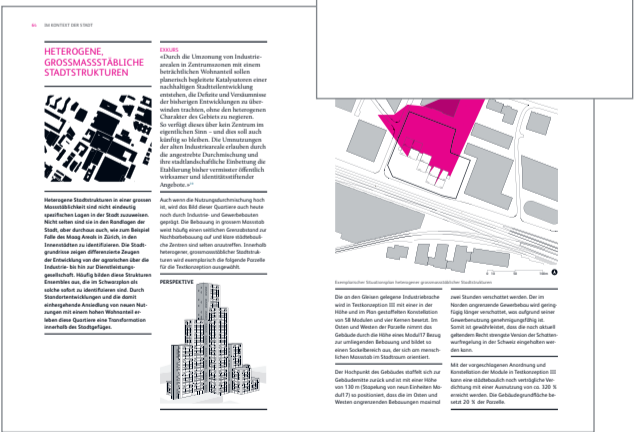 84 IM KONTEXT DER STADT
HETEROGENE,
GROSSMASSSTÄBLICHE
STADTSTRUKTUREN
Heterogene Stadtstrukturen in einer grossen
Massstäblichkeit sind nicht eindeutig
spezifischen Lagen in der Stadt zuzuweisen.
Nicht selten sind sie in den Randlagen der
Stadt, aber durchaus auch, wie zum Beispiel
Falle des Maag Areals in Zürich, in den
Innenstädten zu identifizieren. Die Stadt-
grundrisse zeigen differenzierte Zeugen
der Entwicklung von der agrarischen über die
Industrie- bis hin zur Dienstleistungs-
gesellschaft. Häufig bilden diese Strukturen
Ensembles aus, die im Schwarzplan als
solche sofort zu identifizieren sind. Durch
Standortentwicklungen und die damit
einhergehende Ansiedlung von neuen Nut-
zungen mit einem hohen Wohnanteil er-
leben diese Quartiere eine Transformation
innerhalb des Stadtgefüges.
EXKURS
«Durch die Umzonung von Industrie-
arealen in Zentrumszonen mit einem
beträchtlichen Wohnanteil sollen
planerisch begleitete Katalysatoren einer
nachhaltigen Stadtteilentwicklung
entstehen, die Defizite und Versäumnisse
der bisherigen Entwicklungen zu über-
winden trachten, ohne den heterogenen
Charakter des Gebiets zu negieren.
So verfügt dieses über kein Zentrum im
eigentlichen Sinn – und dies soll auch
künftig so bleiben. Die Umnutzungen
der alten Industrieareale erlauben durch
die angestrebte Durchmischung und
ihre stadtlandschaftliche Einbettung die
Etablierung bisher vermisster öffentlich
wirksamer und identitätsstiftender
Angebote.»
Auch wenn die Nutzungsdurchmischung hoch
ist, wird das Bild dieser Quartiere auch heute
noch durch Industrie- und Gewerbebauten
geprägt. Die Bebauung in grossem Massstab
weist häufig einen seitlichen Grenzabstand zur
Nachbarbebauung auf und klare städtebauli-
che Zentren sind selten anzutreffen. Innerhalb
heterogener, grossmassstäblicher Stadtstruk-
turen wird exemplarisch die folgende Parzelle
für die Testkonzeption ausgewählt.
PERSPEKTIVE
Exemplarischer Situationsplan heterogener grossmassstäblicher Stadtstrukturen
Die an den Gleisen gelegene Industriebrache
wird in Testkonzeption III mit einer in der
Höhe und im Plan gestaffelten Konstellation
von 58 Modulen und vier Kernen besetzt. Im
Osten und Westen der Parzelle nimmt das
Gebäude durch die Höhe eines Modul17 Bezug
zur umliegenden Bebauung und bildet so
einen Sockelbereich aus, der sich am mensch-
lichen Massstab im Stadtraum orientiert.
Der Hochpunkt des Gebäudes staffelt sich zur
Gebäudemitte zurück und ist mit einer Höhe
von 130 m (Stapelung von neun Einheiten Mo-
dul17) so positioniert, dass die im Osten und
Westen angrenzenden Bebauungen maximal
zwei Stunden verschattet werden. Der im
Norden angrenzende Gewerbebau wird gering-
fügig länger verschattet, was aufgrund seiner
Gewerbenutzung genehmigungsfähig ist.
Somit ist gewährleistet, dass die noch aktuell
geltenden Recht strengste Version der Schatten-
wurfregelung in der Schweiz eingehalten wer-
den kann.
Mit der vorgeschlagenen Anordnung und
Konstellation der Module in Testkonzeption III
kann eine städtebaulich noch verträgliche Ver-
dichtung mit einer Ausnutzung von ca. 320 %
erreicht werden. Die Gebäudegrundfläche be-
setzt 20 % der Parzelle.